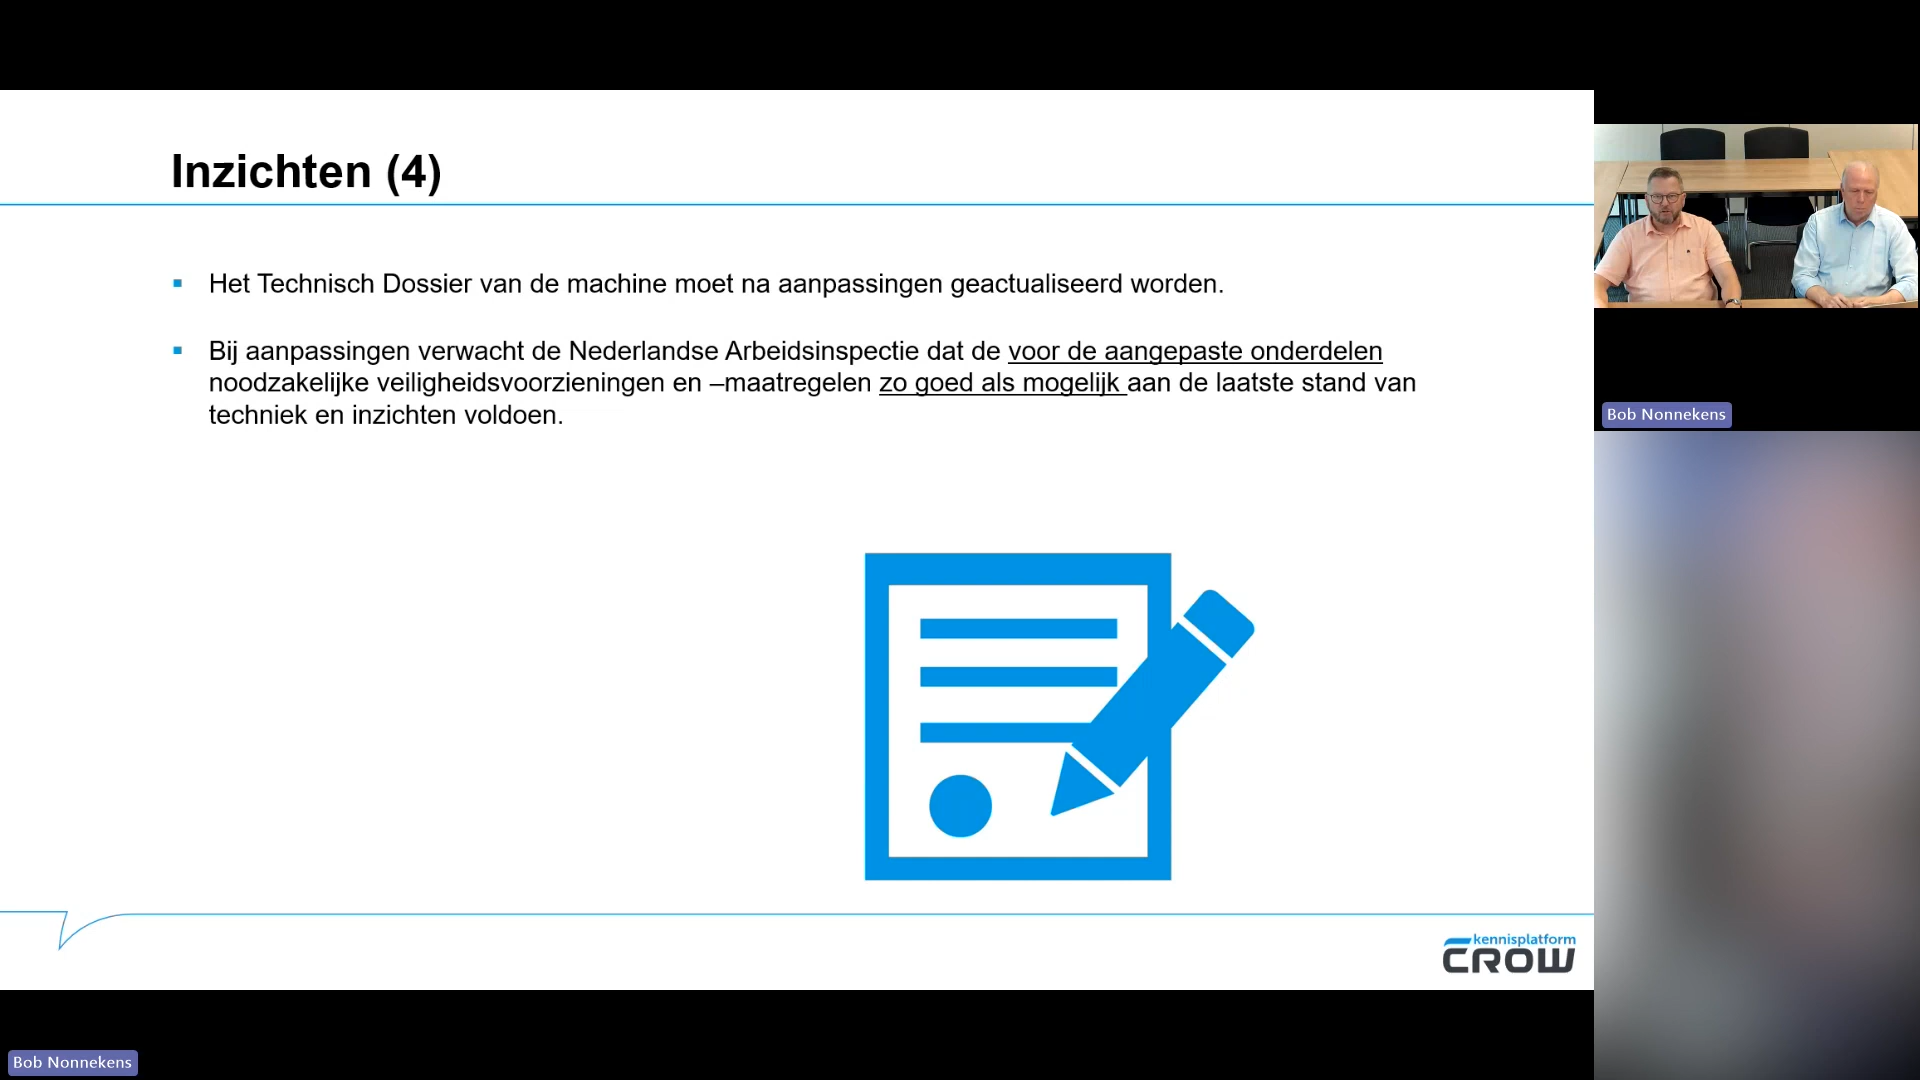 Inzichten (4)
Het Technisch Dossier van de machine moet na aanpassingen geactualiseerd worden.
Bij aanpassingen verwacht de Nederlandse Arbeidsinspectie dat de voor de aangepaste onderdelen
noodzakelijke veiligheidsvoorzieningen en –maatregelen zo goed als mogelijk aan de laatste stand van
techniek en inzichten voldoen.
kennisplatform
CROW
Bob Nonnekens
Bob Nonnekens